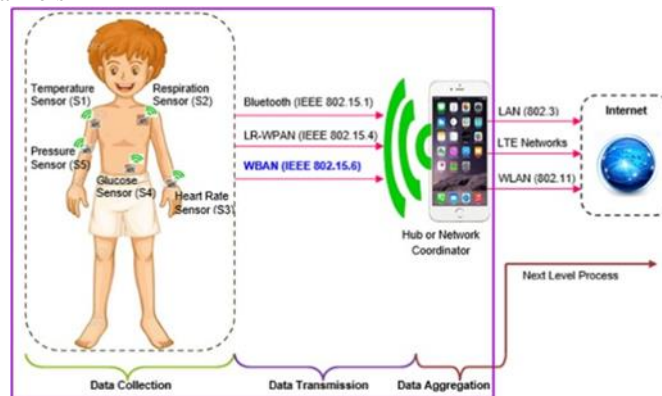 Temperature
Sensor (S1)
Respiration
Sensor (S2)
Pressure
Sensor (S5)
Glucose
Sensor (S4)
Heart Rate
Sensor (S3)
Bluetooth (IEEE 802.15.1)
LR-WPAN (IEEE 802.15.4)
WBAN (IEEE 802.15.6)
Hub or Network
Coordinator
LAN (802.3)
LTE Networks
WLAN (802.11)
Internet
Next Level Process
Data Collection
Data Transmission
Data Aggregation